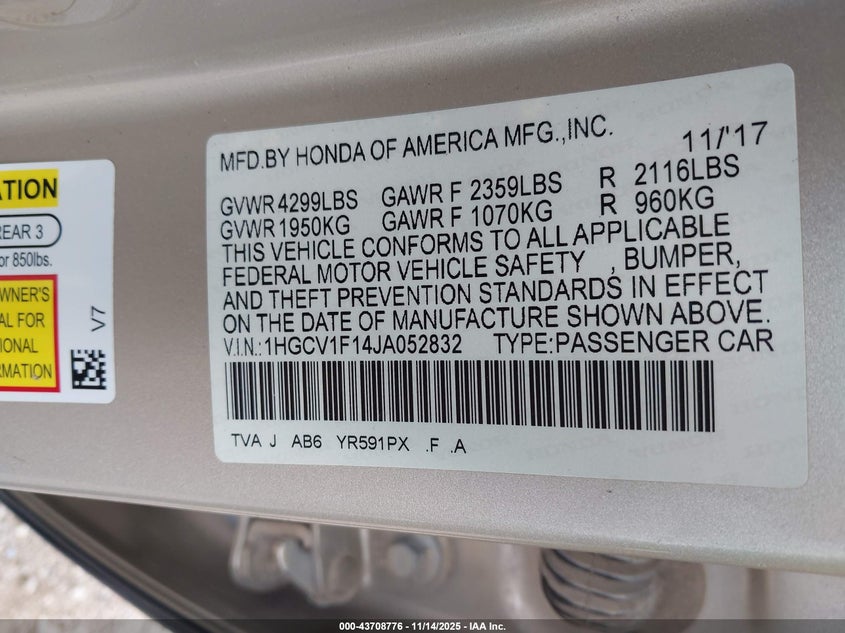 ATION
REAR 3
or 850lbs.
OWNER'S
AL FOR
IONAL
RMATION
V7
MFD.BY HONDA OF AMERICA MFG.,INC. 11/'17
GVWR 4299LBS GAWR F 2359LBS R 2116LBS
GVWR 1950KG GAWR F 1070KG R 960KG
THIS VEHICLE CONFORMS TO ALL APPLICABLE
FEDERAL MOTOR VEHICLE SAFETY , BUMPER,
AND THEFT PREVENTION STANDARDS IN EFFECT
ON THE DATE OF MANUFACTURE SHOWN ABOVE.
V.I.N.:1HGCV1F14JA052832 TYPE:PASSENGER CAR
TVA J AB6 YR591PX .F .A
000-43708776 – 11/14/2025 – IAA Inc.